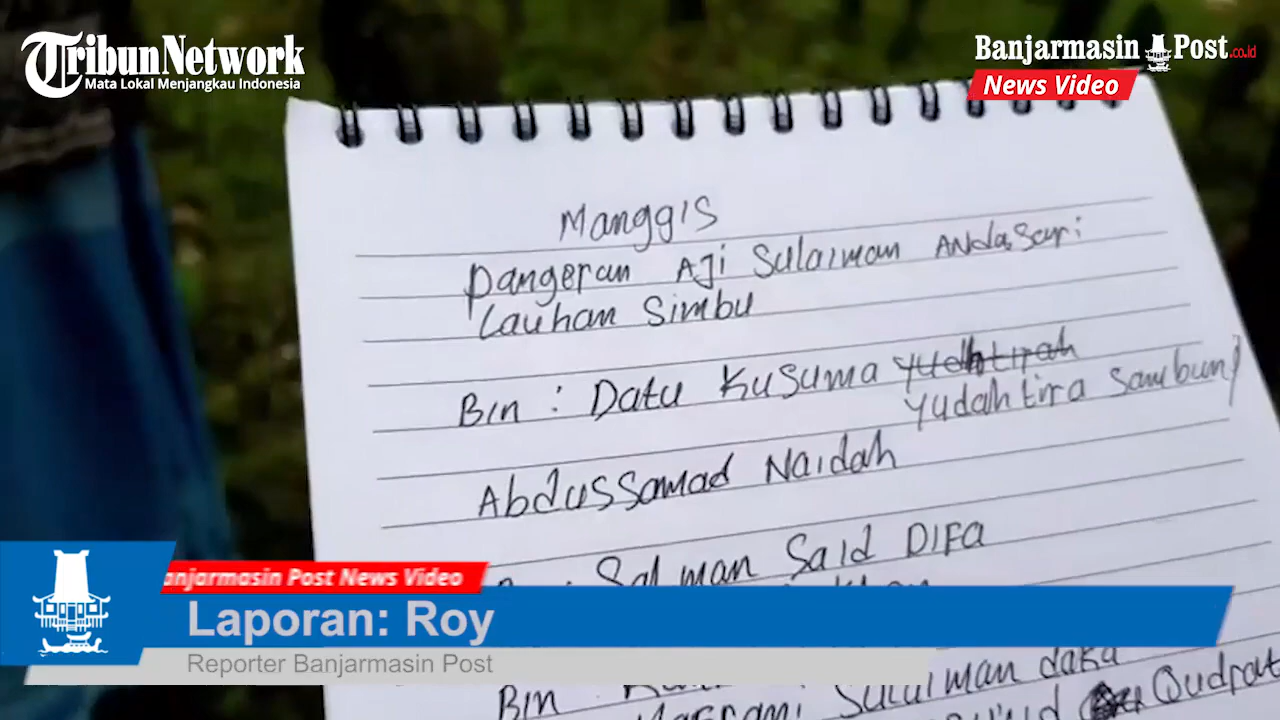 TribunNetwork
Mata Lokal Menjangkau Indonesia
Banjarmasin Post.co.id
News Video
Manggis
Pangeran Aji Sulaiman Andasari
Lauhan Simbu
Bin : Datu Kusuma
Yudahtira Sambung
Abdussamad Naidah
Salman Said DIFA
anjarmasin Post News Video
Laporan: Roy
Reporter Banjarmasin Post
Bin
Sulaiman daka
Qudrat